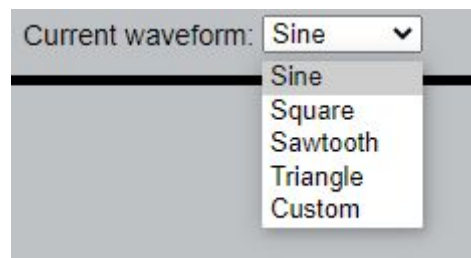 Current waveform: Sine
Sine
Square
Sawtooth
Triangle
Custom